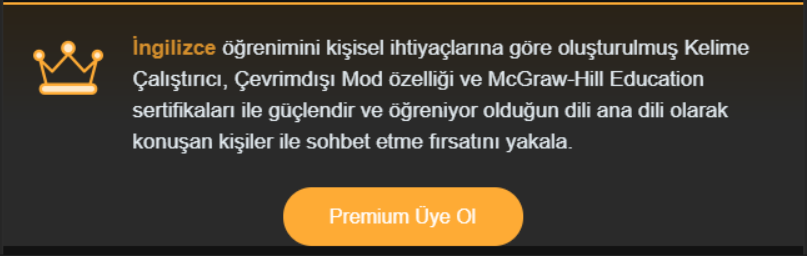 İngilizce öğrenimini kişisel ihtiyaçlarına göre oluşturulmuş Kelime
Çalıştırıcı, Çevrimdışı Mod özelliği ve McGraw-Hill Education
sertifikaları ile güçlendir ve öğreniyor olduğun dili ana dili olarak
konuşan kişiler ile sohbet etme fırsatını yakala.
Premium Üye Ol